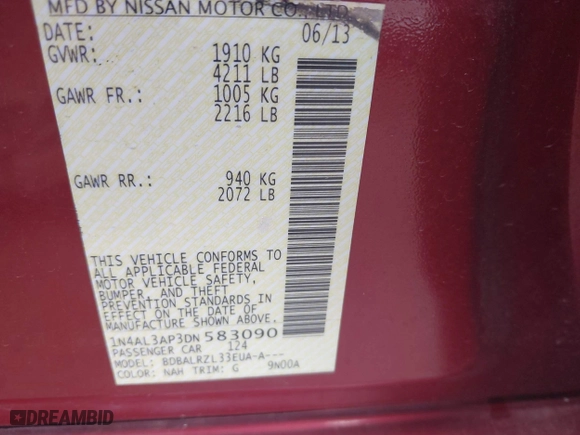 MFD BY NISSAN MOTOR CO., LTD.
DATE: 06/13
GVWR: 1910 KG
4211 LB
GAWR FR.: 1005 KG
2216 LB
GAWR RR.: 940 KG
2072 LB
THIS VEHICLE CONFORMS TO
ALL APPLICABLE FEDERAL
MOTOR VEHICLE SAFETY,
BUMPER, AND THEFT
PREVENTION STANDARDS
IN EFFECT ON THE DATE OF
MANUFACTURE SHOWN ABOVE.
1N4AL3AP3DN 583090
PASSENGER CAR 124
MODEL: BDBALRZL33EUA-A---
COLOR: NAH TRIM: G 9N00A
DREAMBID